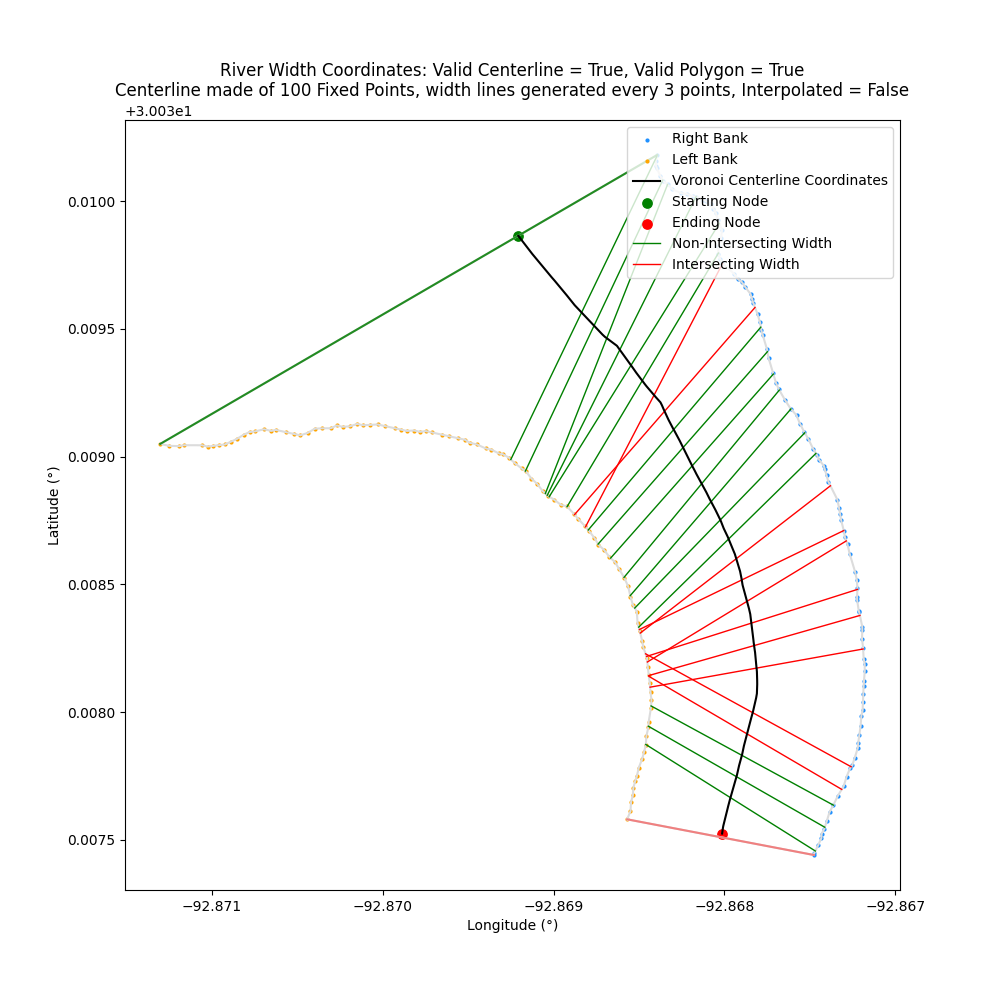 River Width Coordinates: Valid Centerline = True, Valid Polygon = True
Centerline made of 100 Fixed Points, width lines generated every 3 points, Interpolated = False
+3.003e1
Right Bank
Left Bank
Voronoi Centerline Coordinates
Starting Node
Ending Node
Non-Intersecting Width
Intersecting Width
0.0100
0.0095
0.0090
0.0085
0.0080
0.0075
Latitude (°)
−92.871
−92.870
−92.869
−92.868
−92.867
Longitude (°)